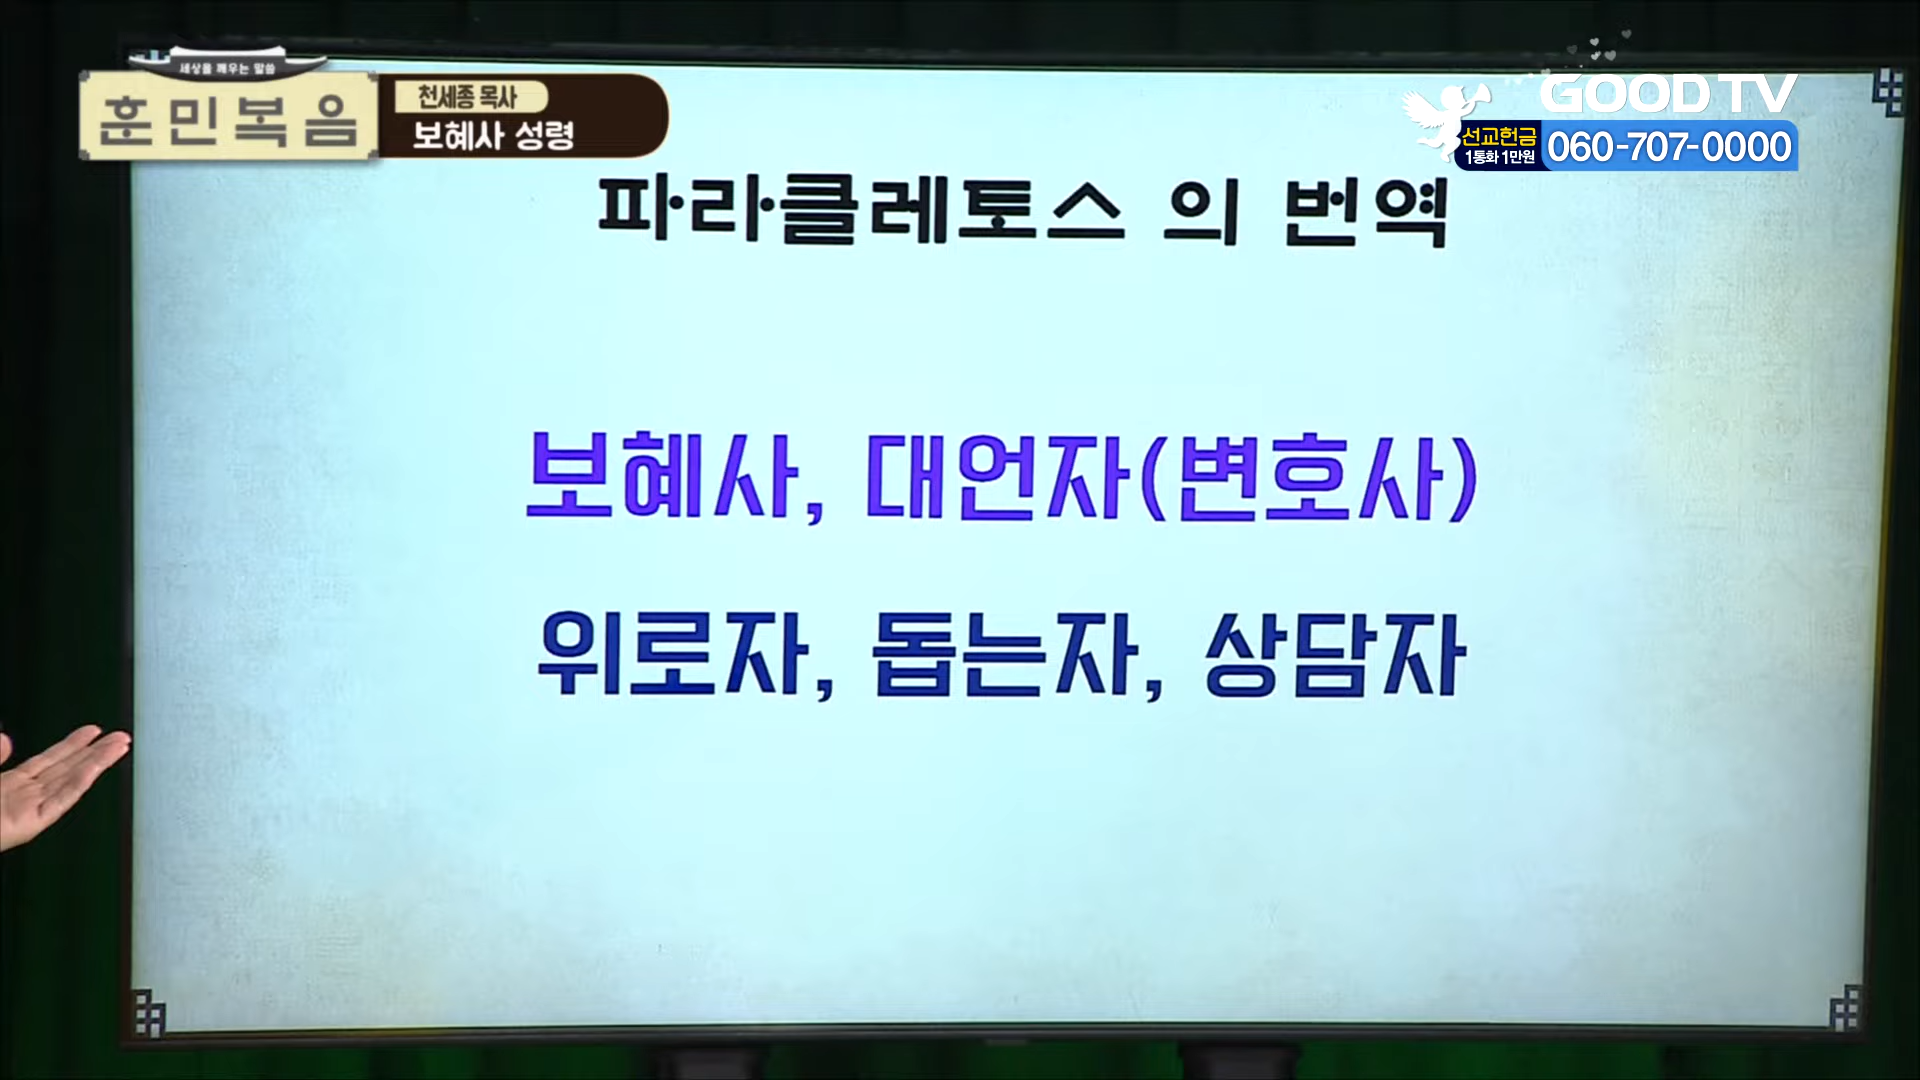 세상을 깨우는 말씀
훈민복음
천세종 목사
보혜사 성령
GOODTV
선교헌금
1통화 1만원
060-707-0000
파라클레토스 의 번역
보혜사, 대언자(변호사)
위로자, 돕는자, 상담자